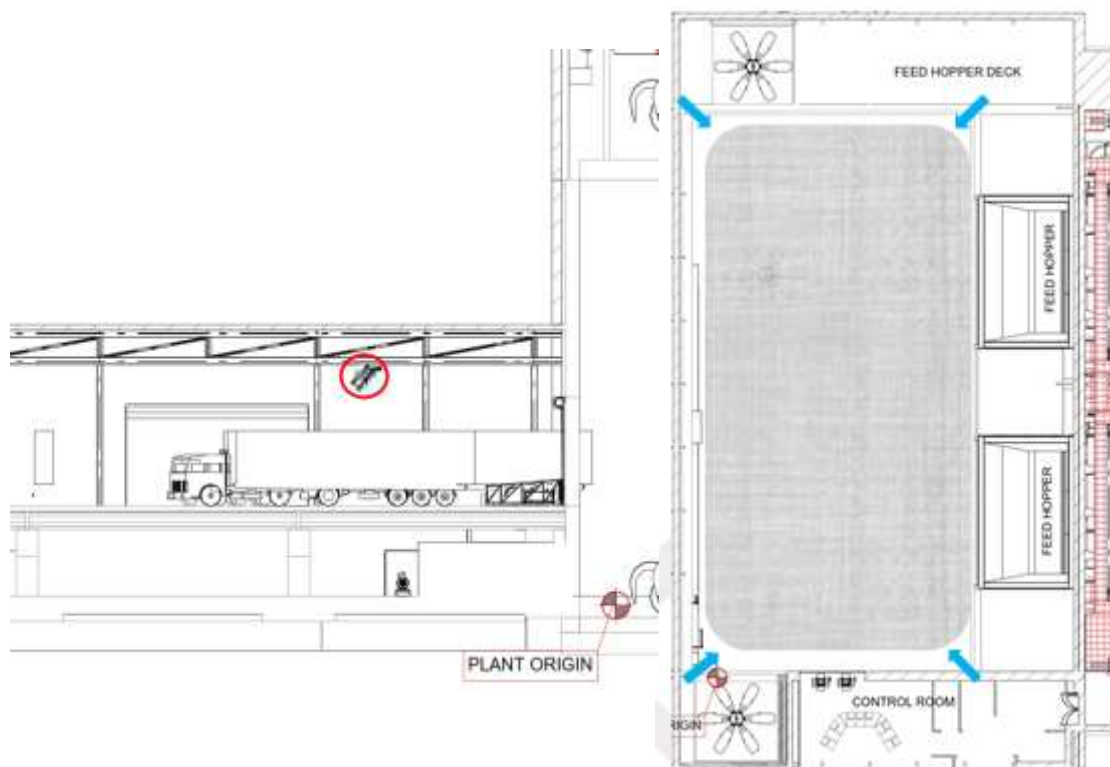 PLANT ORIGIN
FEED HOPPER DECK
FEED HOPPER
FEED HOPPER
CONTROL ROOM
RIGIN